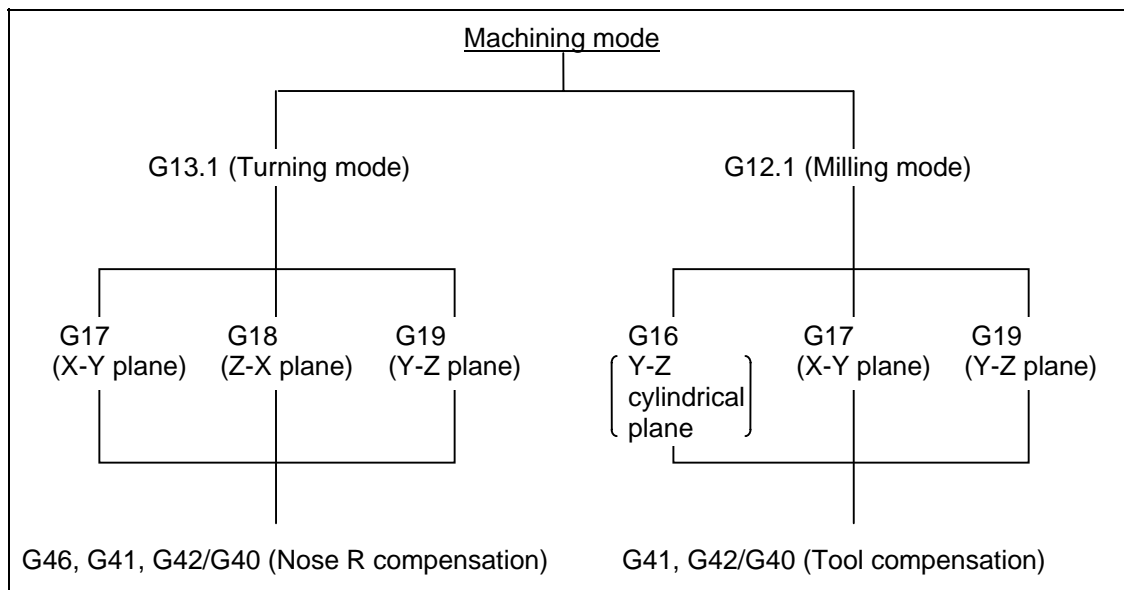 Machining mode
G13.1 (Turning mode)
G12.1 (Milling mode)
G17
(X-Y plane)
G18
(Z-X plane)
G19
(Y-Z plane)
G16
Y-Z
cylindrical
plane
G17
(X-Y plane)
G19
(Y-Z plane)
G46, G41, G42/G40 (Nose R compensation)
G41, G42/G40 (Tool compensation)